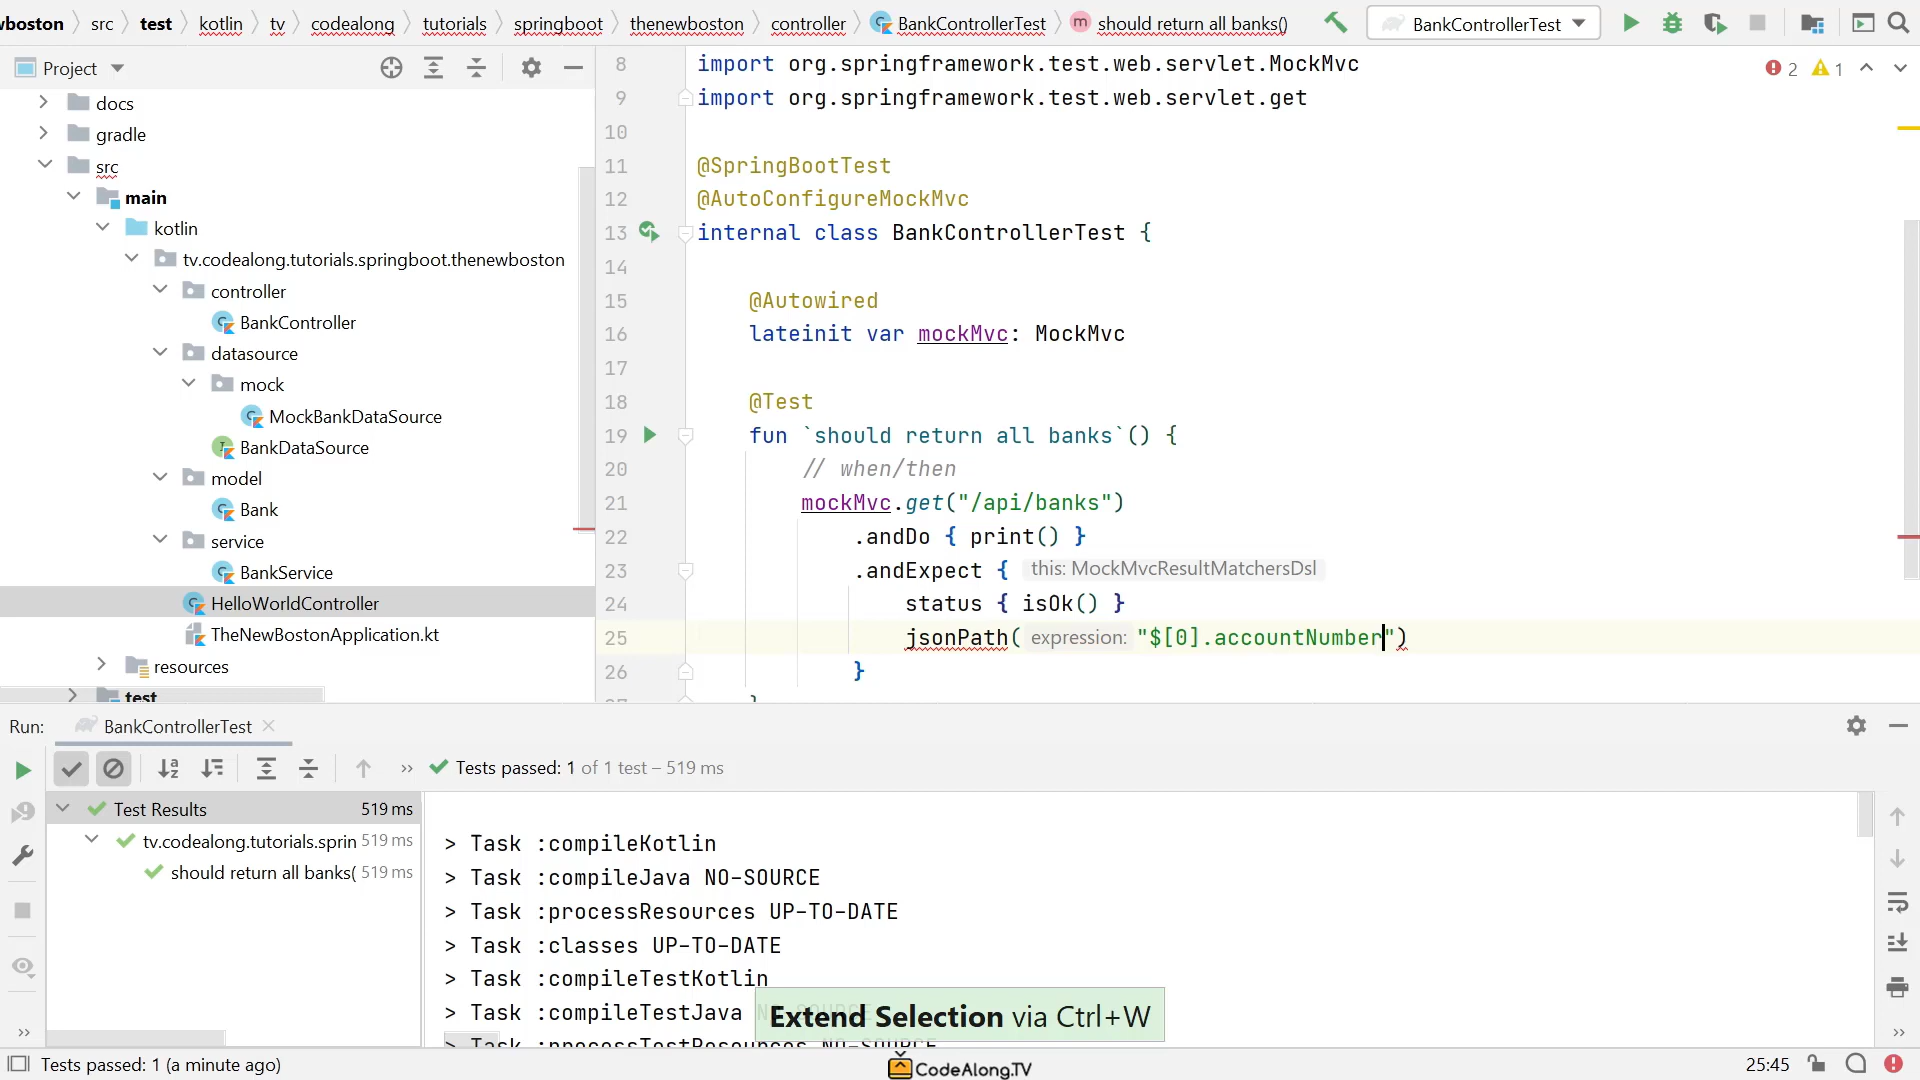 wboston
src
test
kotlin
tv
codealong
tutorials
springboot
thenewboston
controller
BankControllerTest
should return all banks()
BankControllerTest
Project
docs
gradle
src
main
kotlin
tv.codealong.tutorials.springboot.thenewboston
controller
BankController
datasource
mock
MockBankDataSource
BankDataSource
model
Bank
service
BankService
HelloWorldController
TheNewBostonApplication.kt
resources
test
2 1
8 import org.springframework.test.web.servlet.MockMvc
9 import org.springframework.test.web.servlet.get
10
11 @SpringBootTest
12 @AutoConfigureMockMvc
13 internal class BankControllerTest {
14
15 @Autowired
16 lateinit var mockMvc: MockMvc
17
18 @Test
19 fun `should return all banks`() {
20 // when/then
21 mockMvc.get("/api/banks")
22 .andDo { print() }
23 .andExpect { this: MockMvcResultMatchersDsl
24 status { isOk() }
25 jsonPath( expression: "$[0].accountNumber")
26 }
Run: BankControllerTest
Tests passed: 1 of 1 test – 519 ms
Test Results 519 ms
tv.codealong.tutorials.sprin 519 ms
should return all banks( 519 ms
> Task :compileKotlin
> Task :compileJava NO-SOURCE
> Task :processResources UP-TO-DATE
> Task :classes UP-TO-DATE
> Task :compileTestKotlin
> Task :compileTestJava NO-SOURCE
> Task :processTestResources NO-SOURCE
Extend Selection via Ctrl+W
Tests passed: 1 (a minute ago)
CodeAlong.TV
25:45